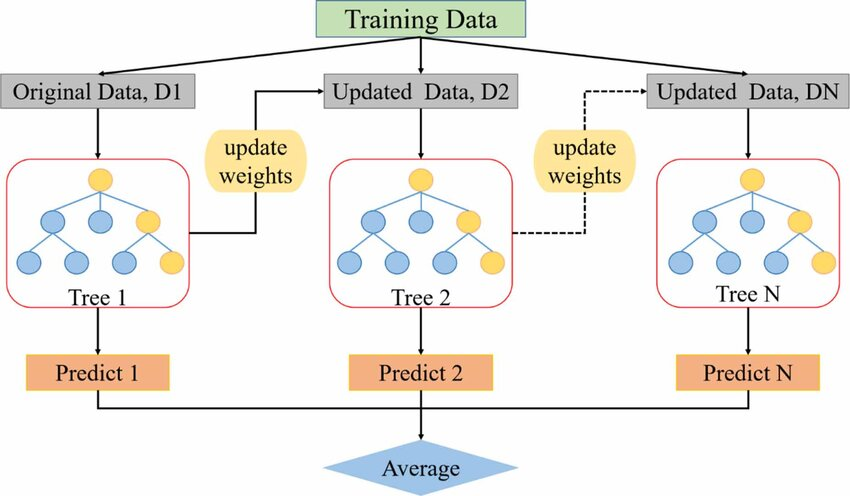 Training Data
Original Data, D1
Updated Data, D2
Updated Data, DN
update
weights
update
weights
Tree 1
Tree 2
Tree N
Predict 1
Predict 2
Predict N
Average